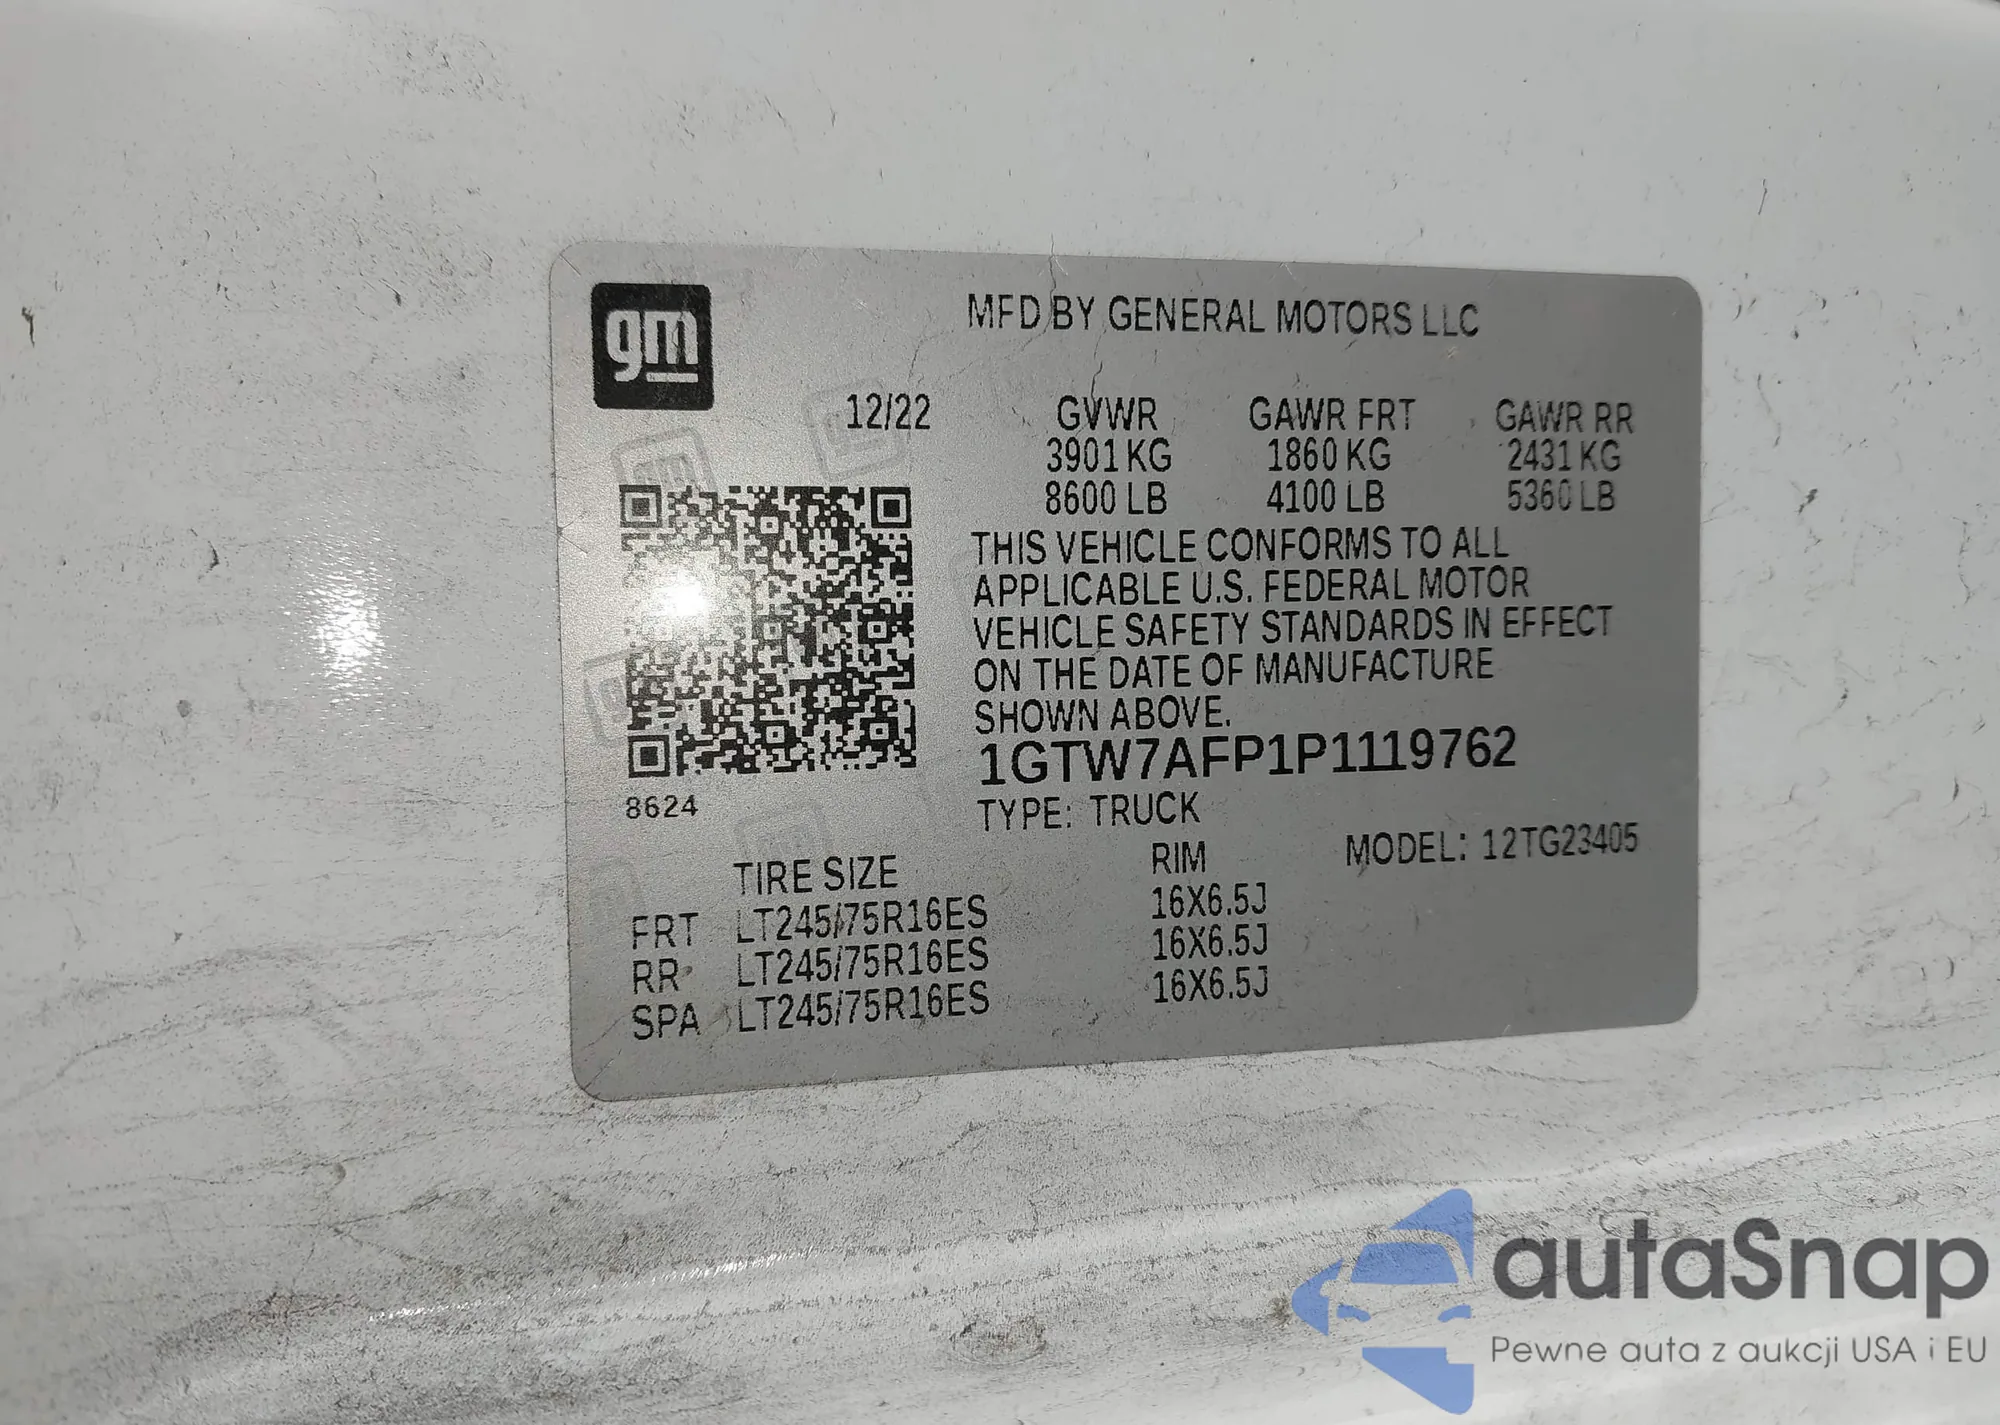 gm
MFD BY GENERAL MOTORS LLC
12/22 GVWR GAWR FRT GAWR RR
3901 KG 1860 KG 2431 KG
8600 LB 4100 LB 5360 LB
THIS VEHICLE CONFORMS TO ALL
APPLICABLE U.S. FEDERAL MOTOR
VEHICLE SAFETY STANDARDS IN EFFECT
ON THE DATE OF MANUFACTURE
SHOWN ABOVE.
1GTW7AFP1P1119762
8624
TYPE: TRUCK
TIRE SIZE RIM MODEL: 12TG23405
FRT LT245/75R16ES 16X6.5J
RR LT245/75R16ES 16X6.5J
SPA LT245/75R16ES 16X6.5J
autaSnap
Pewne auta z aukcji USA i EU